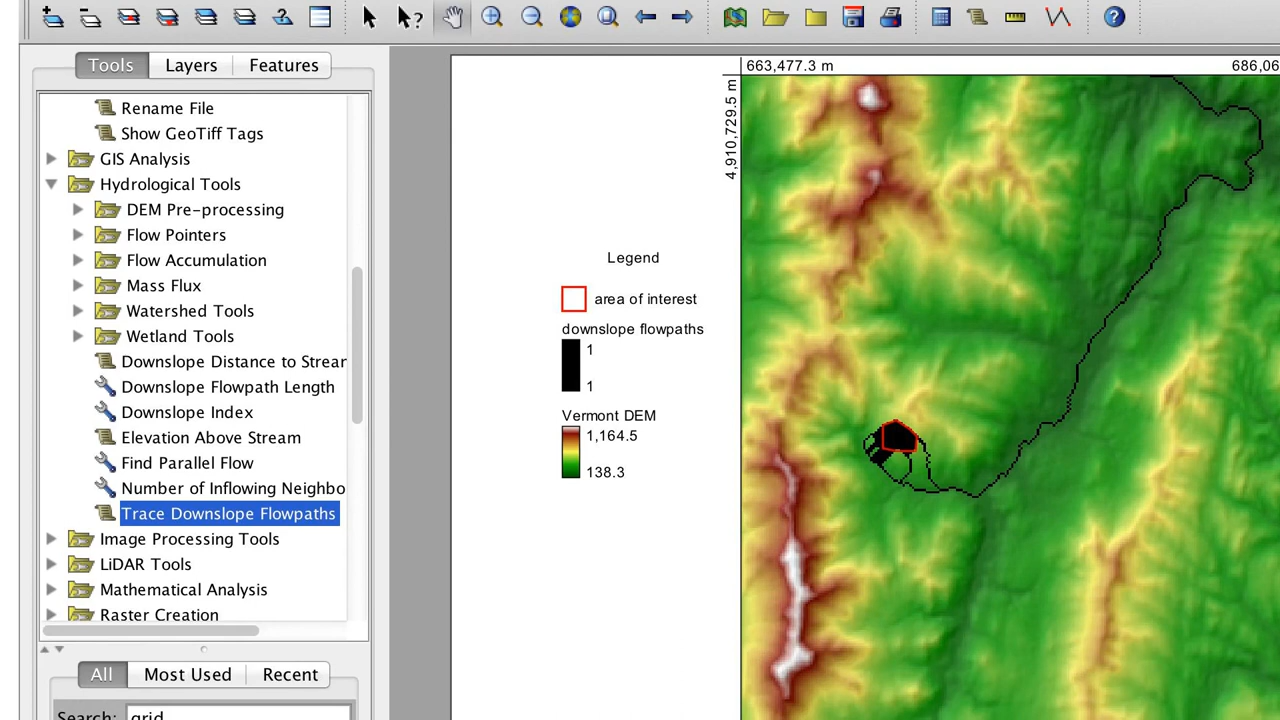 Tools Layers Features
Rename File
Show GeoTiff Tags
GIS Analysis
Hydrological Tools
DEM Pre-processing
Flow Pointers
Flow Accumulation
Mass Flux
Watershed Tools
Wetland Tools
Downslope Distance to Strear
Downslope Flowpath Length
Downslope Index
Elevation Above Stream
Find Parallel Flow
Number of Inflowing Neighbo
Trace Downslope Flowpaths
Image Processing Tools
LiDAR Tools
Mathematical Analysis
Raster Creation
All Most Used Recent
Search: grid
663,477.3 m
686,06
4,910,729.5 m
Legend
area of interest
downslope flowpaths
1
1
Vermont DEM
1,164.5
138.3